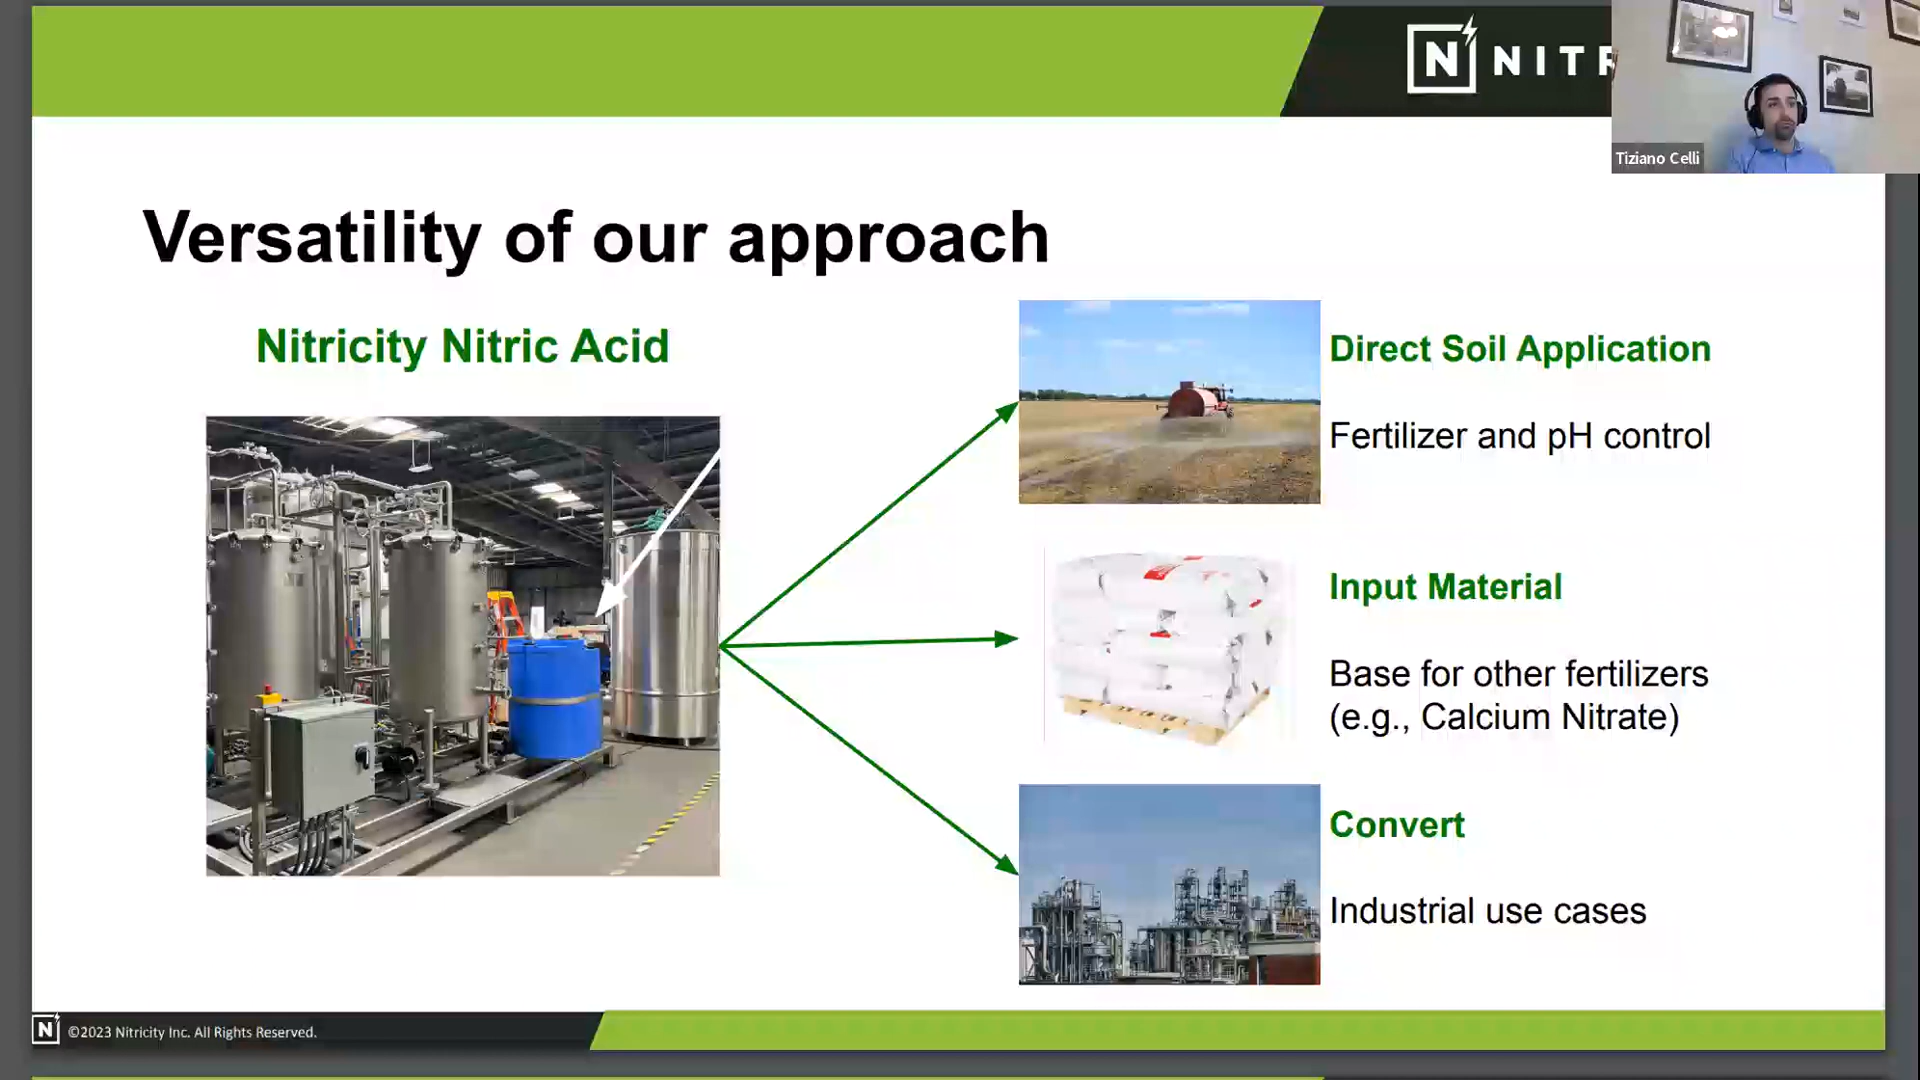 NITR
Tiziano Celli
Versatility of our approach
Nitricity Nitric Acid
Direct Soil Application
Fertilizer and pH control
Input Material
Base for other fertilizers
(e.g., Calcium Nitrate)
Convert
Industrial use cases
N
©2023 Nitricity Inc. All Rights Reserved.